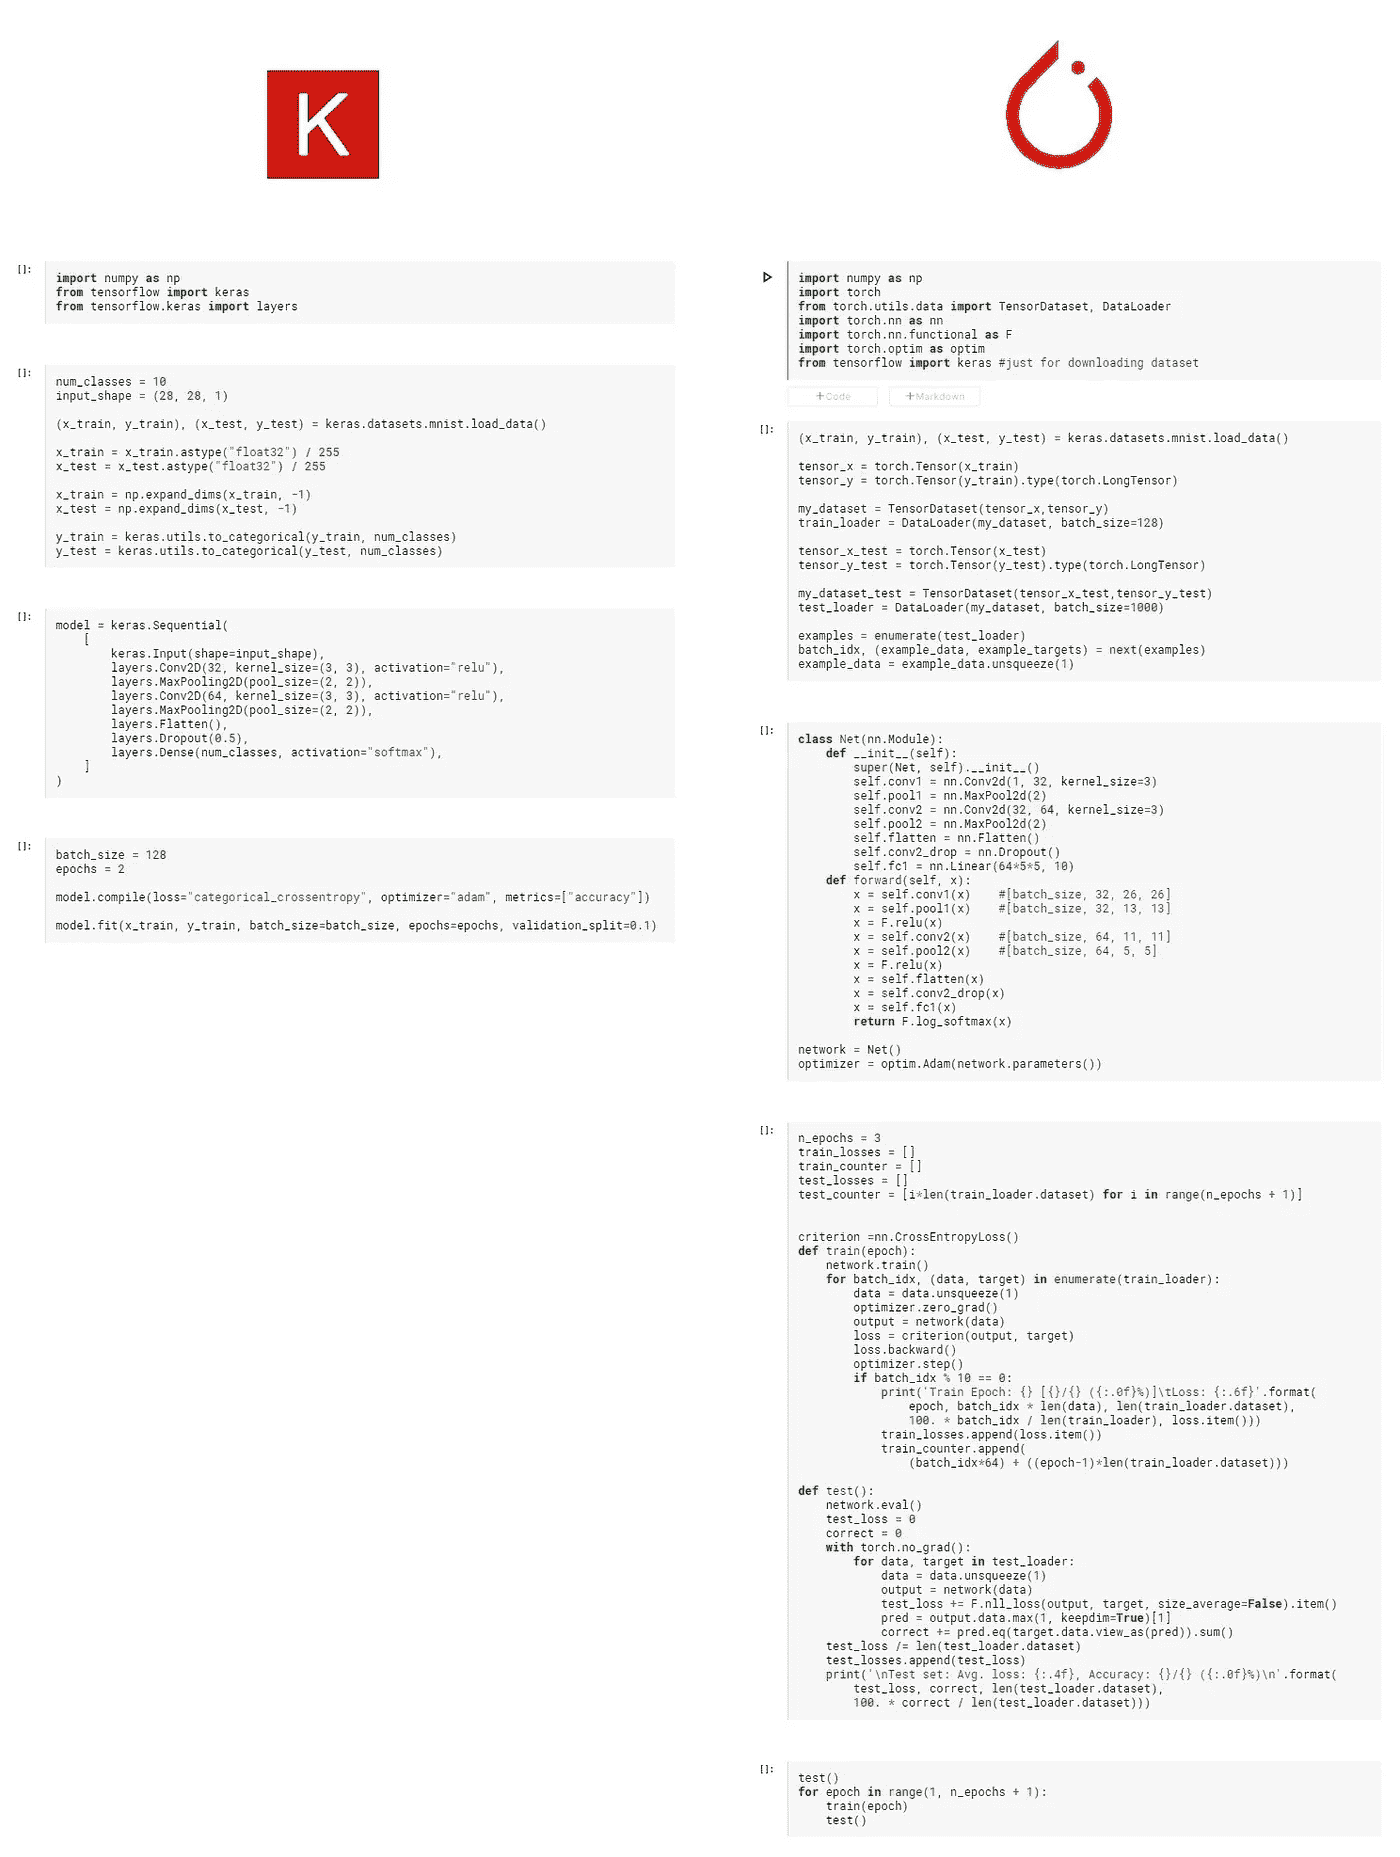 K
[]:
import numpy as np
from tensorflow import keras
from tensorflow.keras import layers
[]:
num_classes = 10
input_shape = (28, 28, 1)
(x_train, y_train), (x_test, y_test) = keras.datasets.mnist.load_data()
x_train = x_train.astype("float32") / 255
x_test = x_test.astype("float32") / 255
x_train = np.expand_dims(x_train, -1)
x_test = np.expand_dims(x_test, -1)
y_train = keras.utils.to_categorical(y_train, num_classes)
y_test = keras.utils.to_categorical(y_test, num_classes)
[]:
model = keras.Sequential(
    [
        keras.Input(shape=input_shape),
        layers.Conv2D(32, kernel_size=(3, 3), activation="relu"),
        layers.MaxPooling2D(pool_size=(2, 2)),
        layers.Conv2D(64, kernel_size=(3, 3), activation="relu"),
        layers.MaxPooling2D(pool_size=(2, 2)),
        layers.Flatten(),
        layers.Dropout(0.5),
        layers.Dense(num_classes, activation="softmax"),
    ]
)
[]:
batch_size = 128
epochs = 2
model.compile(loss="categorical_crossentropy", optimizer="adam", metrics=["accuracy"])
model.fit(x_train, y_train, batch_size=batch_size, epochs=epochs, validation_split=0.1)
import numpy as np
import torch
from torch.utils.data import TensorDataset, DataLoader
import torch.nn as nn
import torch.nn.functional as F
import torch.optim as optim
from tensorflow import keras #just for downloading dataset
+Code +Markdown
[]:
(x_train, y_train), (x_test, y_test) = keras.datasets.mnist.load_data()
tensor_x = torch.Tensor(x_train)
tensor_y = torch.Tensor(y_train).type(torch.LongTensor)
my_dataset = TensorDataset(tensor_x,tensor_y)
train_loader = DataLoader(my_dataset, batch_size=128)
tensor_x_test = torch.Tensor(x_test)
tensor_y_test = torch.Tensor(y_test).type(torch.LongTensor)
my_dataset_test = TensorDataset(tensor_x_test,tensor_y_test)
test_loader = DataLoader(my_dataset, batch_size=1000)
examples = enumerate(test_loader)
batch_idx, (example_data, example_targets) = next(examples)
example_data = example_data.unsqueeze(1)
[]:
class Net(nn.Module):
    def __init__(self):
        super(Net, self).__init__()
        self.conv1 = nn.Conv2d(1, 32, kernel_size=3)
        self.pool1 = nn.MaxPool2d(2)
        self.conv2 = nn.Conv2d(32, 64, kernel_size=3)
        self.pool2 = nn.MaxPool2d(2)
        self.flatten = nn.Flatten()
        self.conv2_drop = nn.Dropout()
        self.fc1 = nn.Linear(64*5*5, 10)
    def forward(self, x):
        x = self.conv1(x)    #[batch_size, 32, 26, 26]
        x = self.pool1(x)    #[batch_size, 32, 13, 13]
        x = F.relu(x)
        x = self.conv2(x)    #[batch_size, 64, 11, 11]
        x = self.pool2(x)    #[batch_size, 64, 5, 5]
        x = F.relu(x)
        x = self.flatten(x)
        x = self.conv2_drop(x)
        x = self.fc1(x)
        return F.log_softmax(x)
network = Net()
optimizer = optim.Adam(network.parameters())
[]:
n_epochs = 3
train_losses = []
train_counter = []
test_losses = []
test_counter = [i*len(train_loader.dataset) for i in range(n_epochs + 1)]
criterion =nn.CrossEntropyLoss()
def train(epoch):
    network.train()
    for batch_idx, (data, target) in enumerate(train_loader):
        data = data.unsqueeze(1)
        optimizer.zero_grad()
        output = network(data)
        loss = criterion(output, target)
        loss.backward()
        optimizer.step()
        if batch_idx % 10 == 0:
            print('Train Epoch: {} [{}/{} ({:.0f}%)]\tLoss: {:.6f}'.format(
                epoch, batch_idx * len(data), len(train_loader.dataset),
                100. * batch_idx / len(train_loader), loss.item()))
            train_losses.append(loss.item())
            train_counter.append(
                (batch_idx*64) + ((epoch-1)*len(train_loader.dataset)))
def test():
    network.eval()
    test_loss = 0
    correct = 0
    with torch.no_grad():
        for data, target in test_loader:
            data = data.unsqueeze(1)
            output = network(data)
            test_loss += F.nll_loss(output, target, size_average=False).item()
            pred = output.data.max(1, keepdim=True)[1]
            correct += pred.eq(target.data.view_as(pred)).sum()
    test_loss /= len(test_loader.dataset)
    test_losses.append(test_loss)
    print('\nTest set: Avg. loss: {:.4f}, Accuracy: {}/{} ({:.0f}%)\n'.format(
        test_loss, correct, len(test_loader.dataset),
        100. * correct / len(test_loader.dataset)))
[]:
test()
for epoch in range(1, n_epochs + 1):
    train(epoch)
    test()